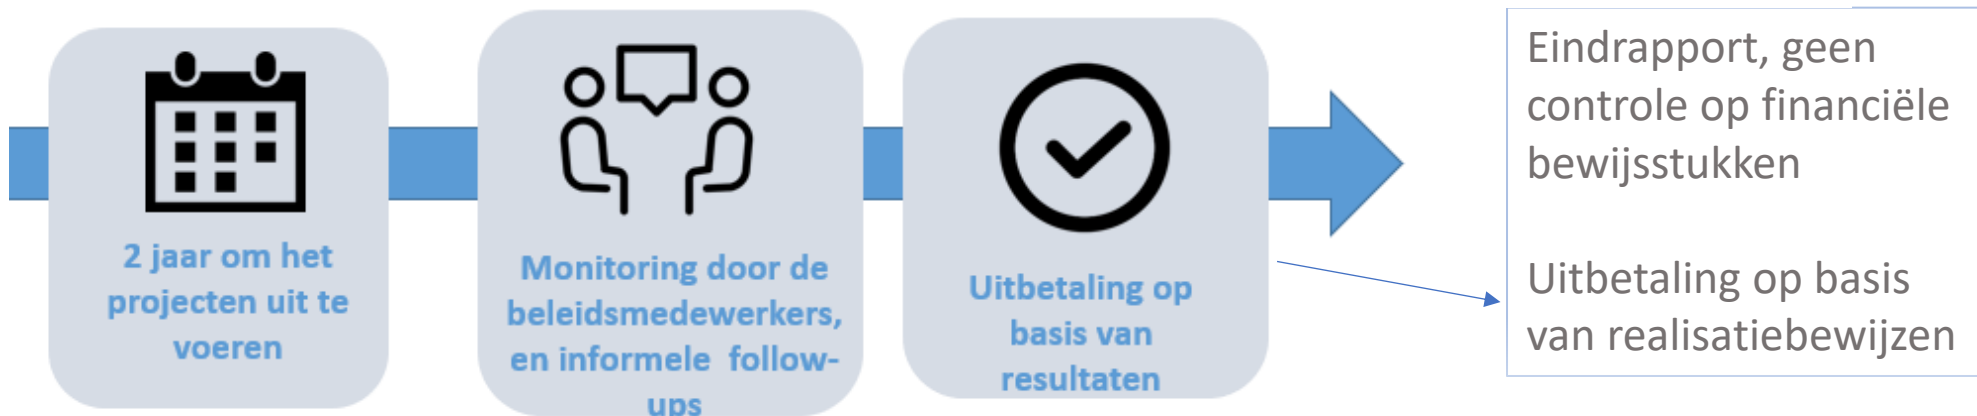 2 jaar om het
projecten uit te
voeren
Monitoring door de
beleidsmedewerkers,
en informele follow-
ups
Uitbetaling op
basis van
resultaten
Eindrapport, geen
controle op financiële
bewijsstukken
Uitbetaling op basis
van realisatiebewijzen